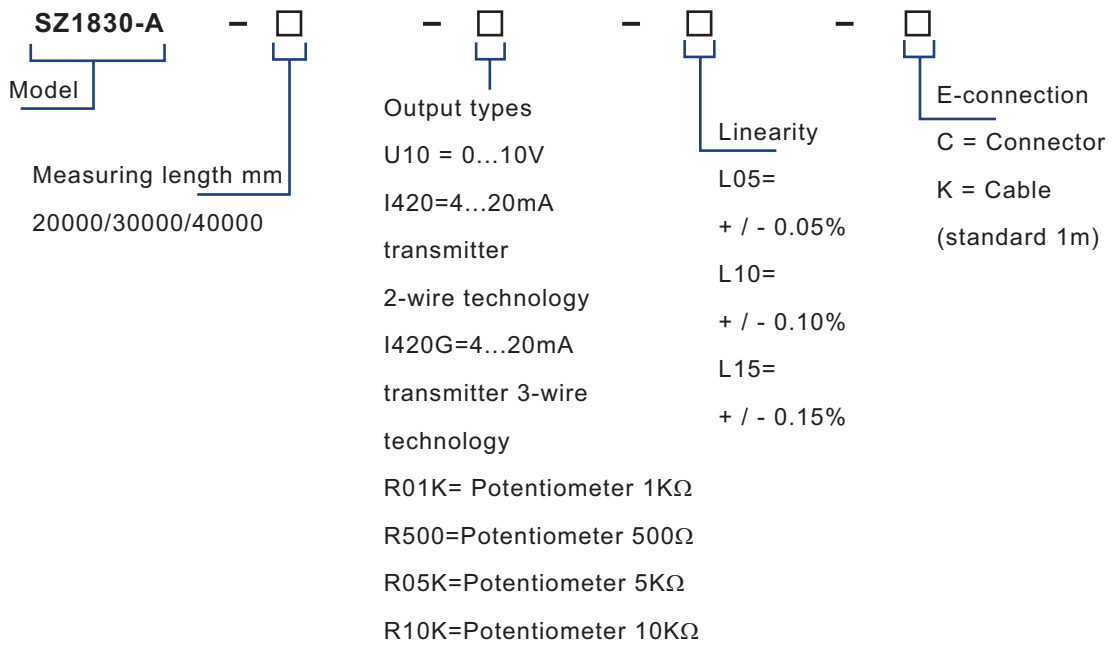 SZ1830-A – □ – □ – □ – □
Model
Measuring length mm
20000/30000/40000
Output types
U10 = 0...10V
I420=4...20mA
transmitter
2-wire technology
I420G=4...20mA
transmitter 3-wire
technology
R01K= Potentiometer 1KΩ
R500=Potentiometer 500Ω
R05K=Potentiometer 5KΩ
R10K=Potentiometer 10KΩ
Linearity
L05=
+ / - 0.05%
L10=
+ / - 0.10%
L15=
+ / - 0.15%
E-connection
C = Connector
K = Cable
(standard 1m)